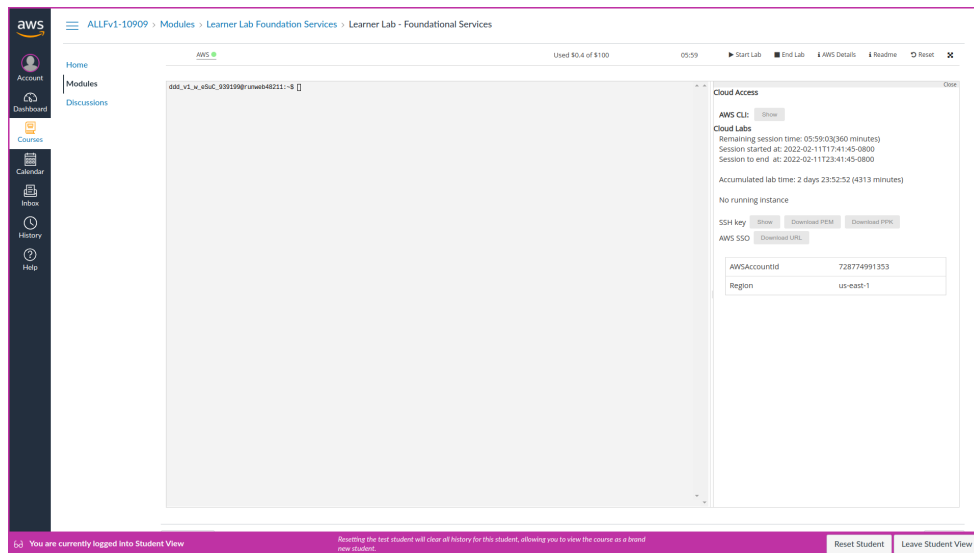 aws
ALLFv1-10909 > Modules > Learner Lab Foundation Services > Learner Lab - Foundational Services
Account
Dashboard
Courses
Calendar
Inbox
History
Help
Home
Modules
Discussions
AWS
Used $0.4 of $100
05:59
Start Lab
End Lab
AWS Details
Readme
Reset
ddd_v1_w_eSuC_939199@runweb48211:~$
Close
Cloud Access
AWS CLI: Show
Cloud Labs
Remaining session time: 05:59:03(360 minutes)
Session started at: 2022-02-11T17:41:45-0800
Session to end at: 2022-02-11T23:41:45-0800
Accumulated lab time: 2 days 23:52:52 (4313 minutes)
No running instance
SSH key Show Download PEM Download PPK
AWS SSO Download URL
AWSAccountId 728774991353
Region us-east-1
You are currently logged into Student View
Resetting the test student will clear all history for this student, allowing you to view the course as a brand
new student.
Reset Student
Leave Student View